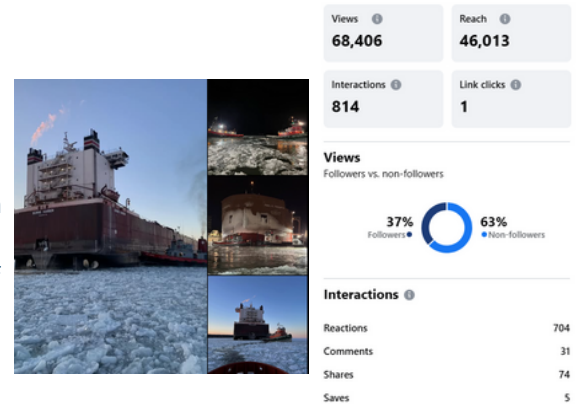 Views
Reach
68,406
46,013
Interactions
Link clicks
814
1
Views
Followers vs. non-followers
37%
Followers
63%
Non-followers
Interactions
Reactions 704
Comments 31
Shares 74
Saves 5